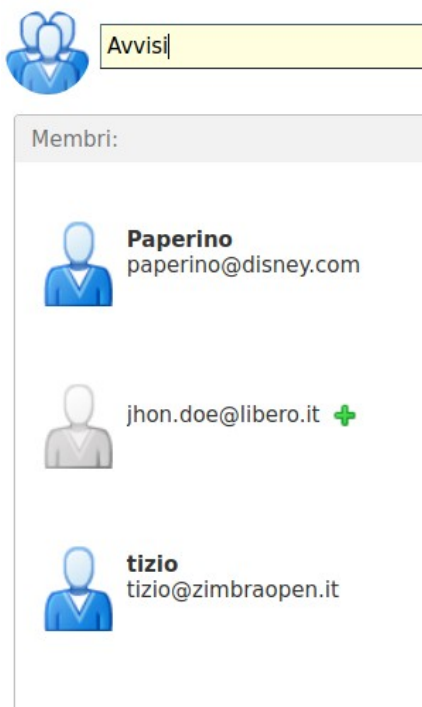 Avvisi
Membri:
Paperino
paperino@disney.com
jhon.doe@libero.it
tizio
tizio@zimbraopen.it